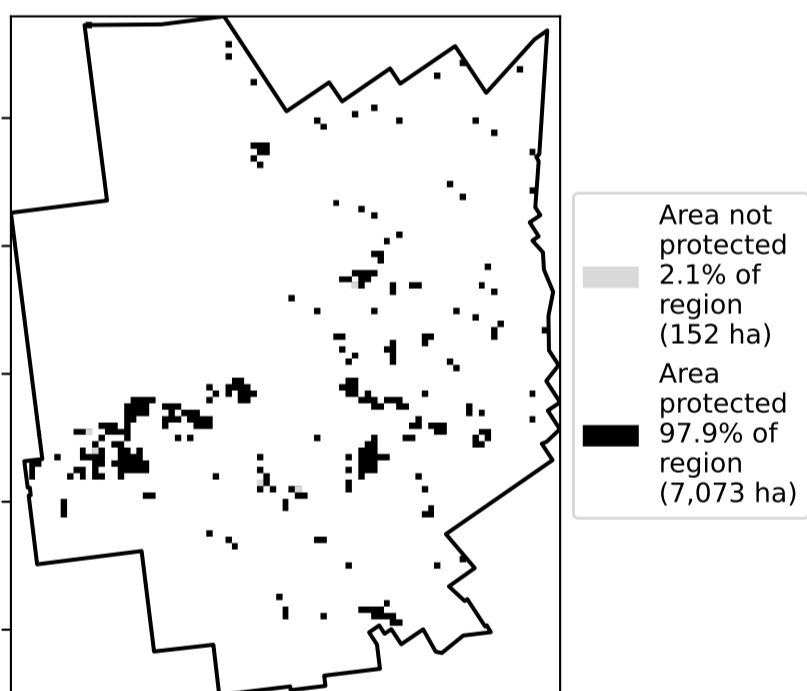 Area not
protected
2.1% of
region
(152 ha)
Area
protected
97.9% of
region
(7,073 ha)